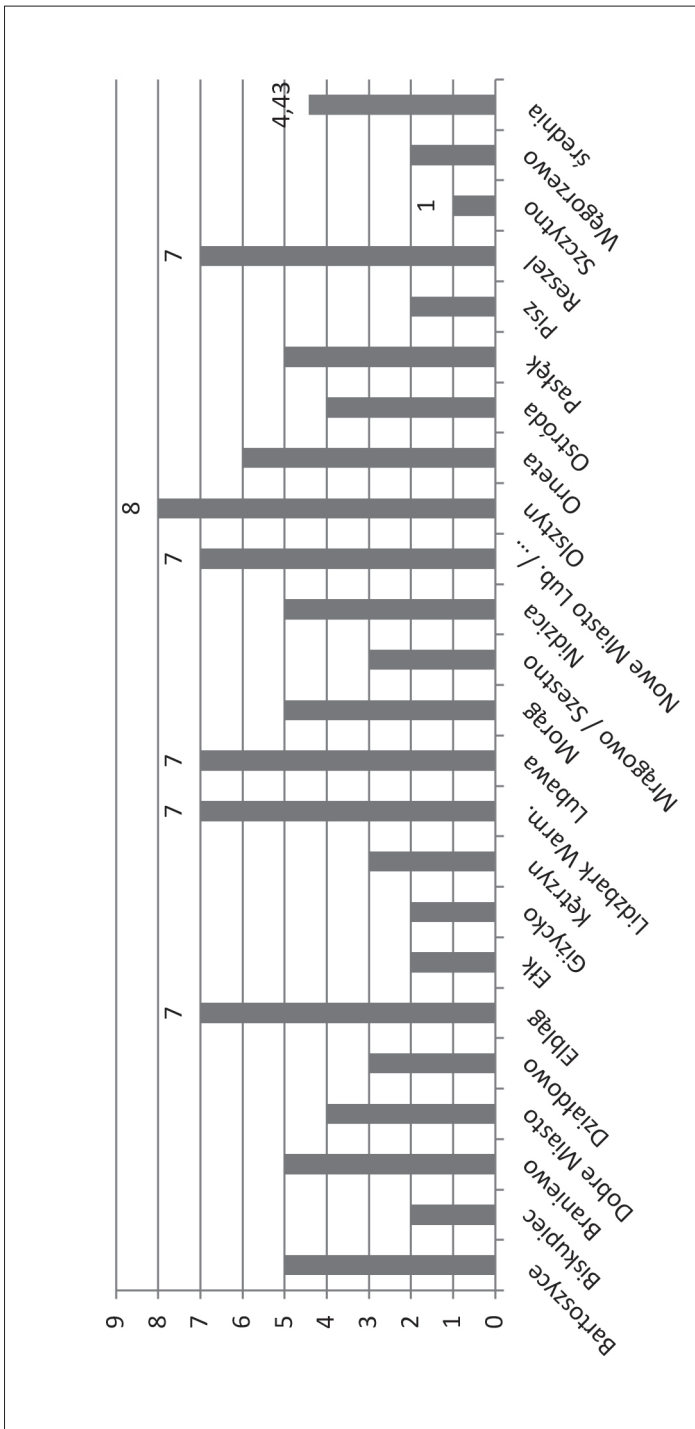 9
8
7
6
5
4
3
2
1
0
7
7
7
7
8
7
1
4,43
Bartoszyce
Biskupiec
Braniewo
Dobre Miasto
Działdowo
Elbląg
Ełk
Giżycko
Kętrzyn
Lidzbark Warm.
Lubawa
Morąg
Mrągowo / Szestno
Nidzica
Nowe Miasto Lub. /...
Olsztyn
Orneta
Ostróda
Pasłęk
Pisz
Reszel
Szczytno
Węgorzewo
średnia